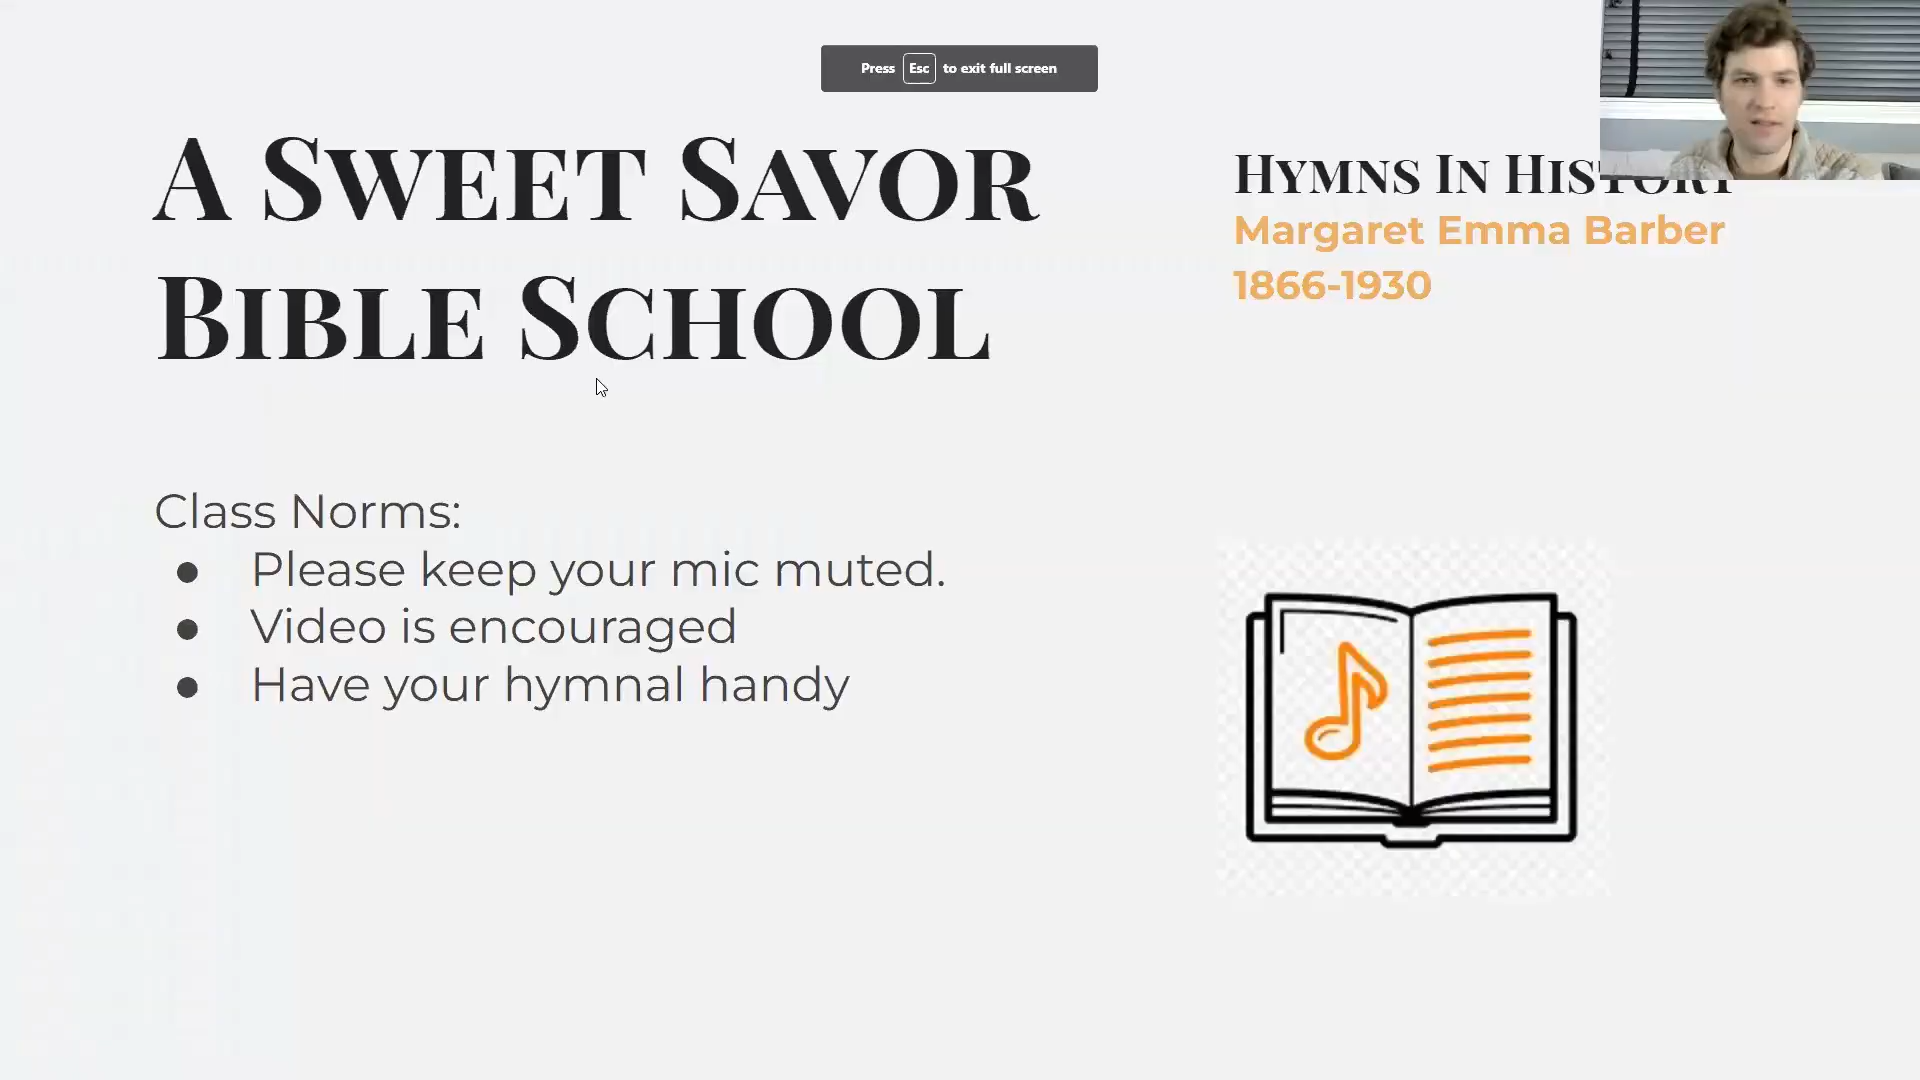 Press Esc to exit full screen
A Sweet Savor
Bible School
Hymns In History
Margaret Emma Barber
1866-1930
Class Norms:
● Please keep your mic muted.
● Video is encouraged
● Have your hymnal handy